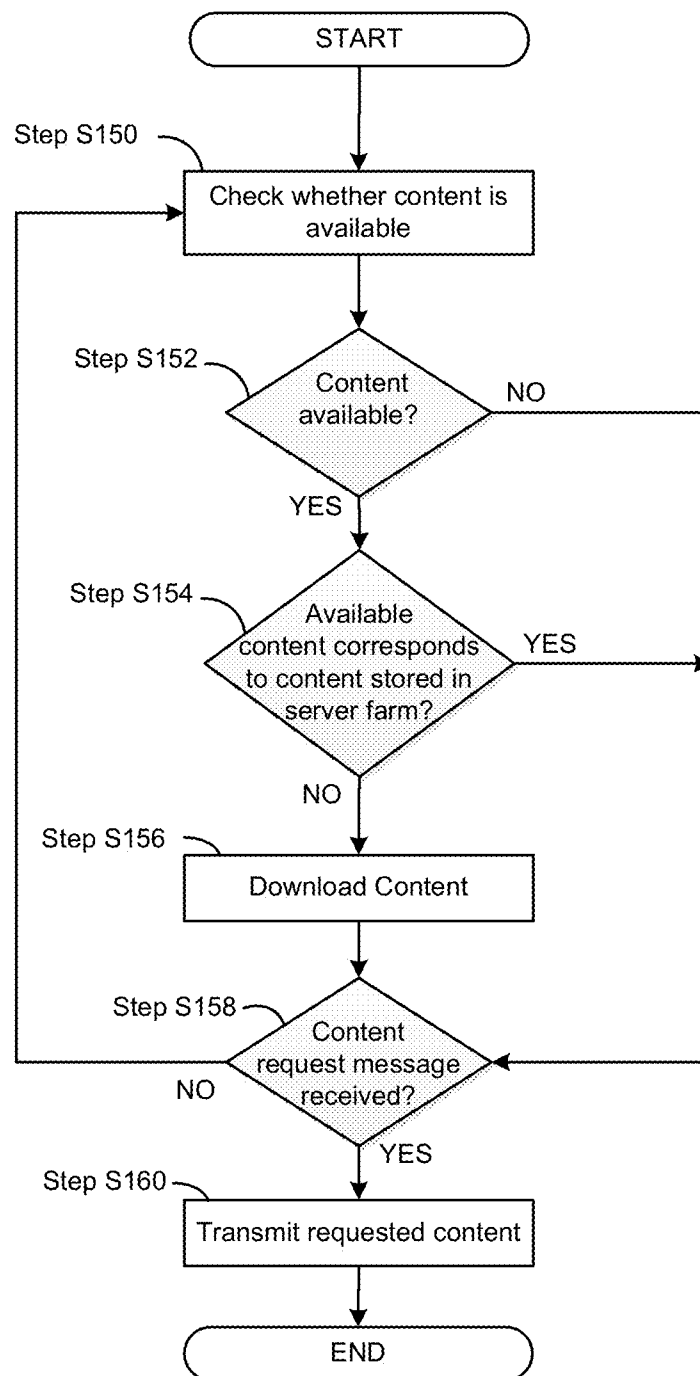 START
Step S150
Check whether content is
available
Step S152
Content
available?
NO
YES
Step S154
Available
content corresponds
to content stored in
server farm?
YES
NO
Step S156
Download Content
Step S158
Content
request message
received?
NO
YES
Step S160
Transmit requested content
END